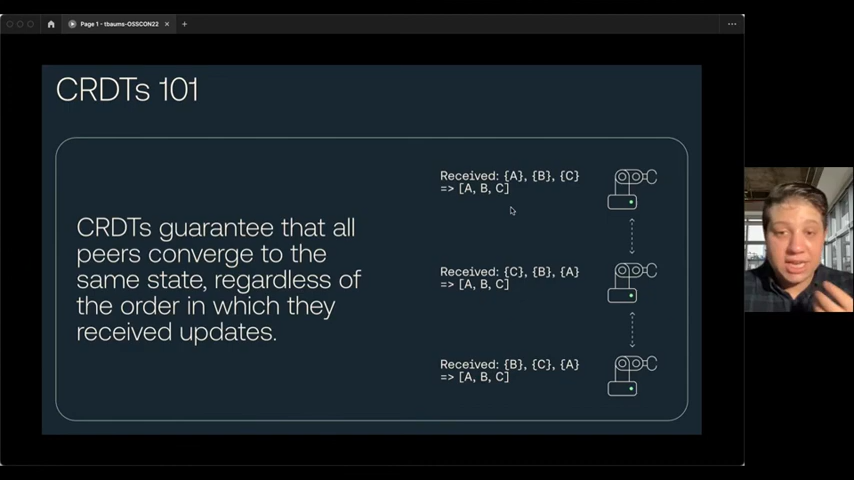 Page 1 - tbaums-OSSCON22
CRDTs 101
CRDTs guarantee that all
peers converge to the
same state, regardless of
the order in which they
received updates.
Received: {A}, {B}, {C}
=> [A, B, C]
Received: {C}, {B}, {A}
=> [A, B, C]
Received: {B}, {C}, {A}
=> [A, B, C]